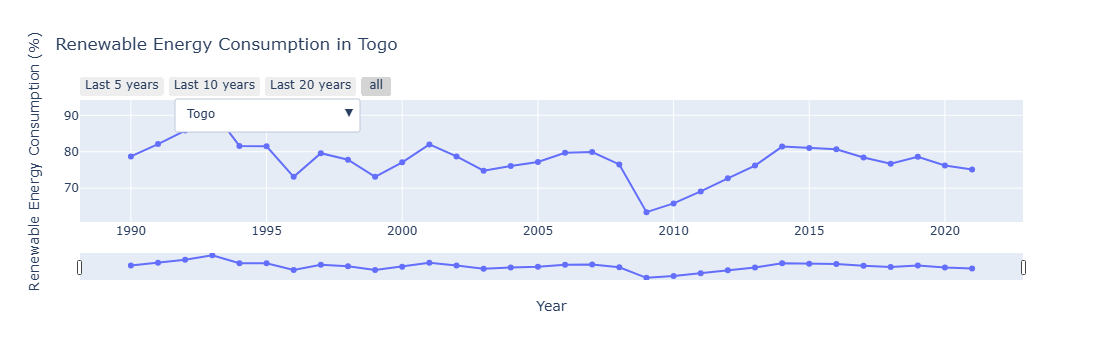 Renewable Energy Consumption in Togo
Last 5 years Last 10 years Last 20 years all
Togo ▼
Renewable Energy Consumption (%)
90
80
70
1990 1995 2000 2005 2010 2015 2020
Year